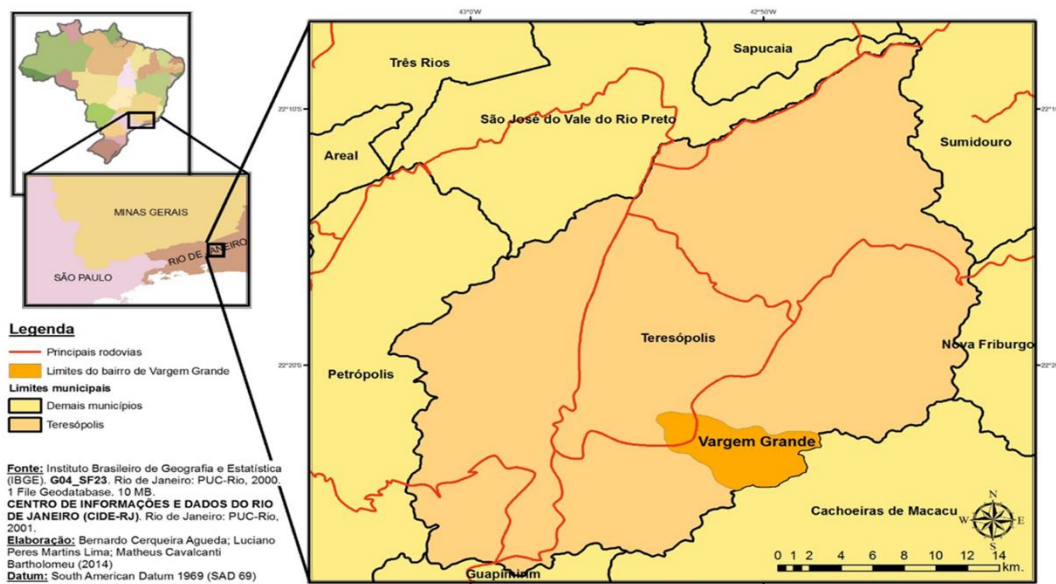 43°0'W
42°50'W
Três Rios
Sapucaia
22°10'S
22°10'
São José do Vale do Rio Preto
Areal
Sumidouro
MINAS GERAIS
RIO DE JANEIRO
SÃO PAULO
Legenda
Principais rodovias
Limites do bairro de Vargem Grande
Limites municipais
Demais municípios
Teresópolis
Teresópolis
Nova Friburgo
22°20'S
22°20'
Petrópolis
Vargem Grande
Cachoeiras de Macacu
Guapimirim
N
W E
S
0 1 2 4 6 8 10 12 14
km.
Fonte: Instituto Brasileiro de Geografia e Estatística
(IBGE). G04_SF23. Rio de Janeiro: PUC-Rio, 2000.
1 File Geodatabase. 10 MB.
CENTRO DE INFORMAÇÕES E DADOS DO RIO
DE JANEIRO (CIDE-RJ). Rio de Janeiro: PUC-Rio,
2001.
Elaboração: Bernardo Cerqueira Agueda; Luciano
Peres Martins Lima; Matheus Cavalcanti
Bartholomeu (2014)
Datum: South American Datum 1969 (SAD 69)